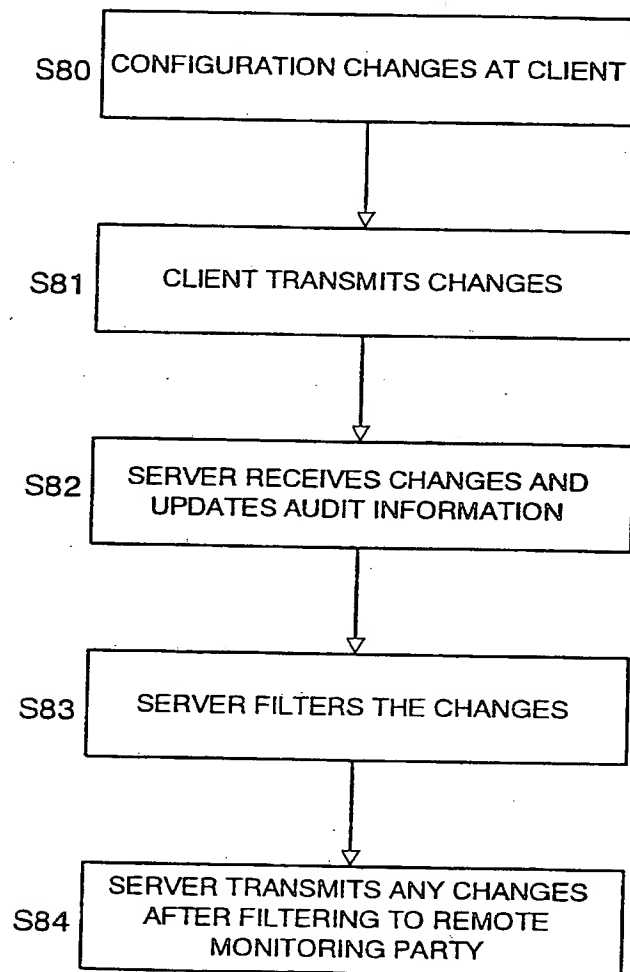 S80 CONFIGURATION CHANGES AT CLIENT
S81 CLIENT TRANSMITS CHANGES
S82 SERVER RECEIVES CHANGES AND
UPDATES AUDIT INFORMATION
S83 SERVER FILTERS THE CHANGES
S84 SERVER TRANSMITS ANY CHANGES
AFTER FILTERING TO REMOTE
MONITORING PARTY